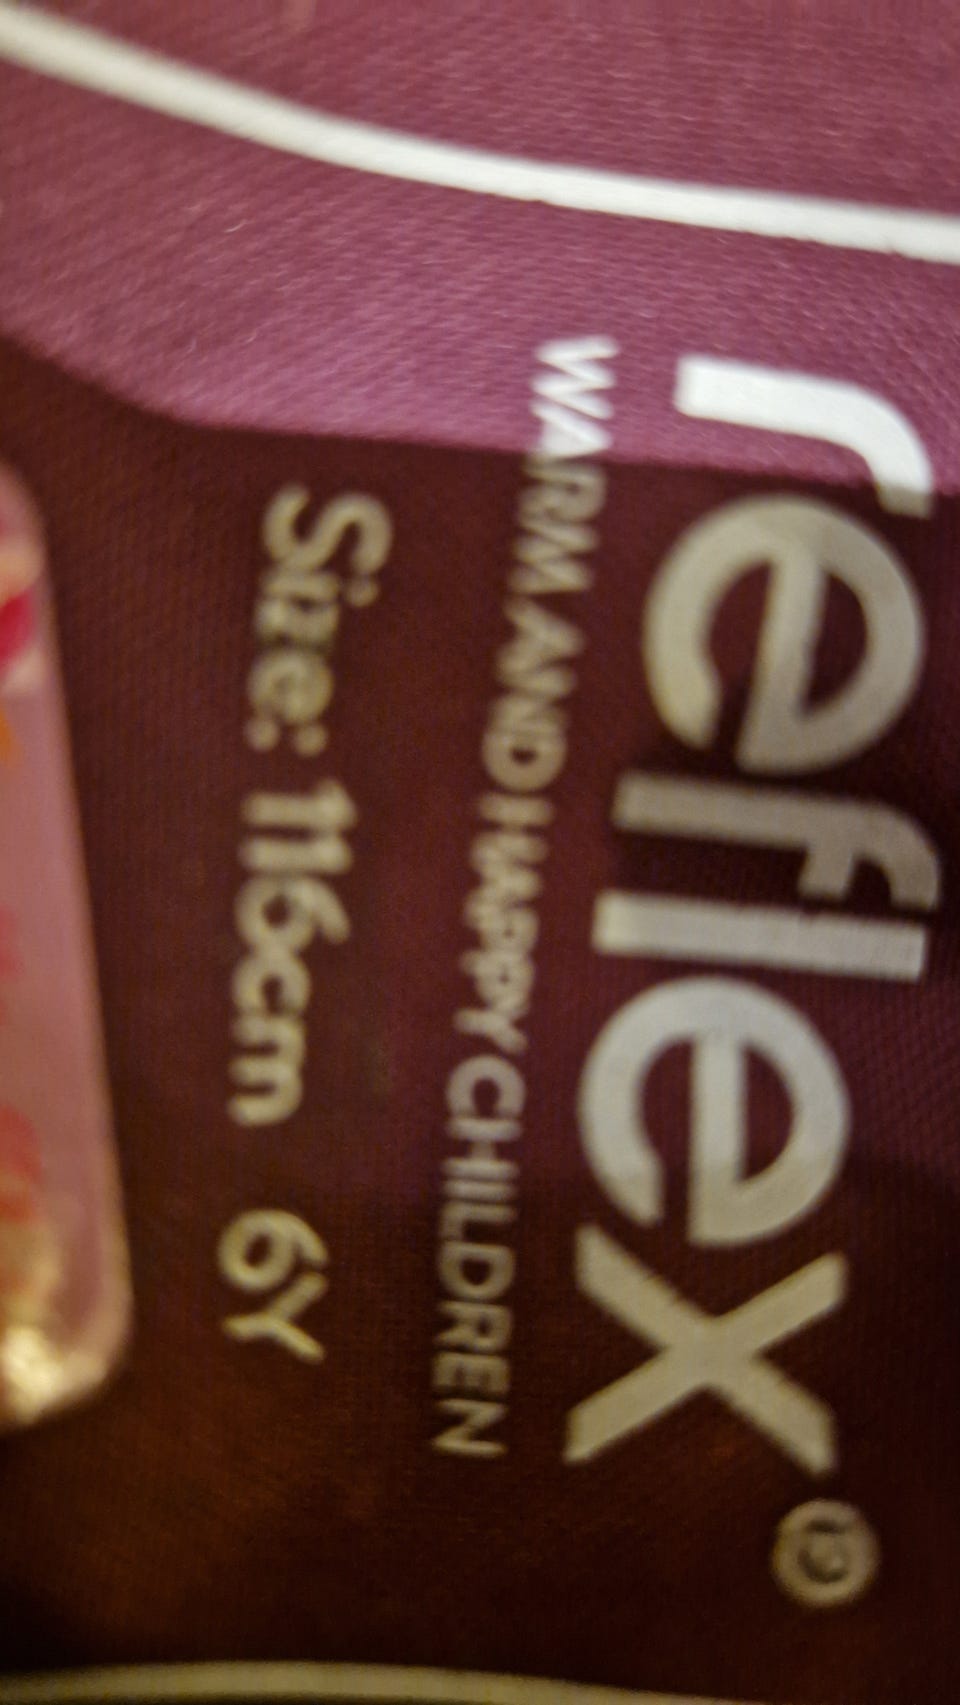 reflex®
WARM AND HAPPY CHILDREN
Size: 116cm 6Y